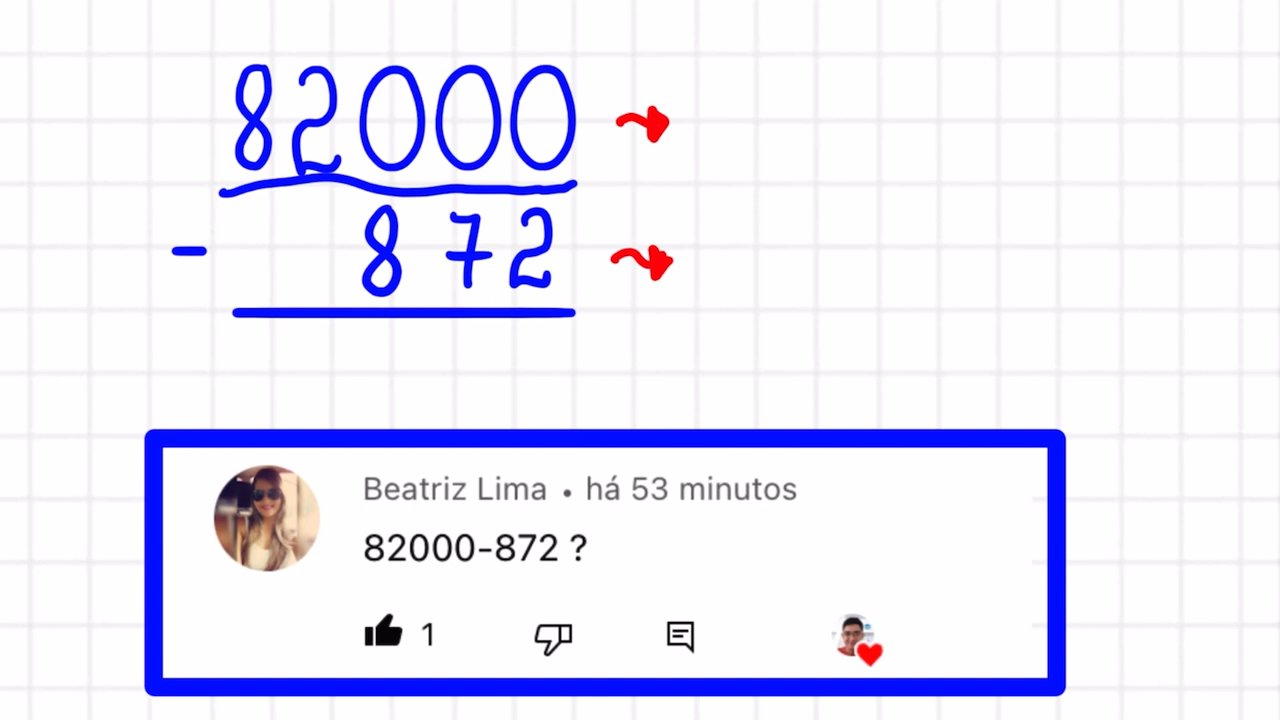 82000
- 872
Beatriz Lima • há 53 minutos
82000-872 ?
1